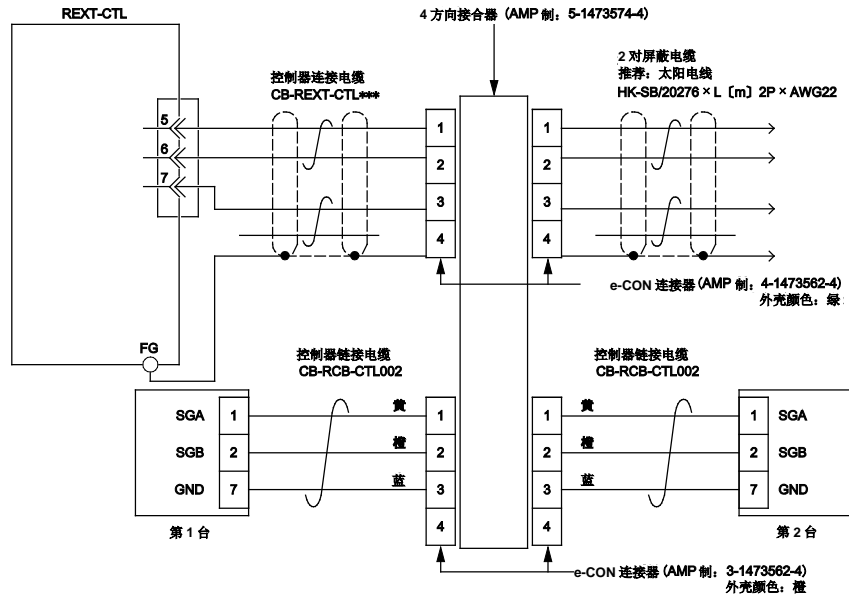 REXT-CTL
4 方向接合器 (AMP 制：5-1473574-4)
控制器连接电缆
CB-REXT-CTL***
2 对屏蔽电缆
推荐：太阳电线
HK-SB/20276 × L〔m〕2P × AWG22
5
6
7
1
2
3
4
1
2
3
4
e-CON 连接器 (AMP 制：4-1473562-4)
外壳颜色：绿
FG
控制器链接电缆
CB-RCB-CTL002
控制器链接电缆
CB-RCB-CTL002
SGA 1 黄 1
SGB 2 橙 2
GND 7 蓝 3
4
第 1 台
1 黄 1 SGA
2 橙 2 SGB
3 蓝 7 GND
4
第 2 台
e-CON 连接器 (AMP 制：3-1473562-4)
外壳颜色：橙